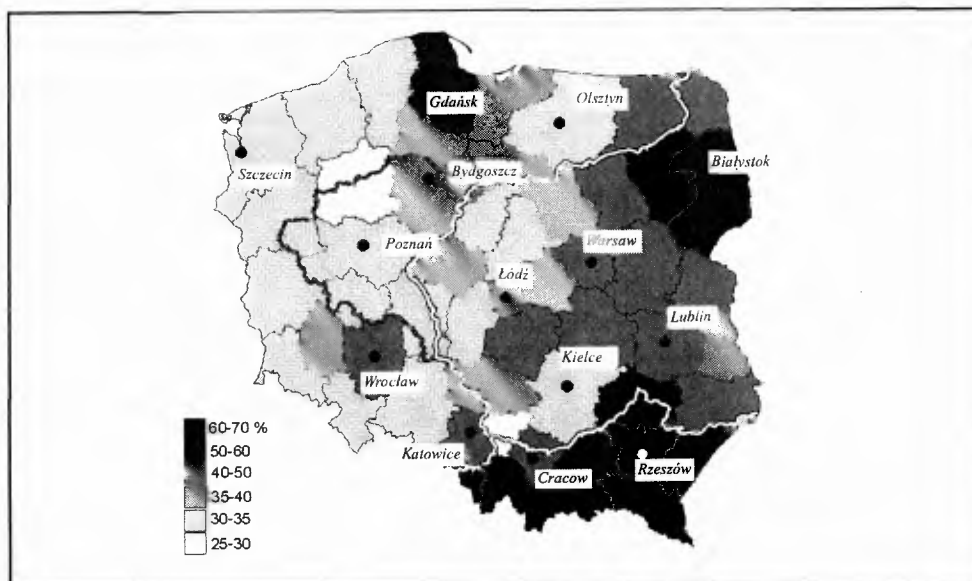 Gdańsk
Olsztyn
Białystok
Szczecin
Bydgoszcz
Poznań
Warsaw
Łódź
Lublin
Kielce
Wrocław
Katowice
Cracow
Rzeszów
60-70 %
50-60
40-50
35-40
30-35
25-30